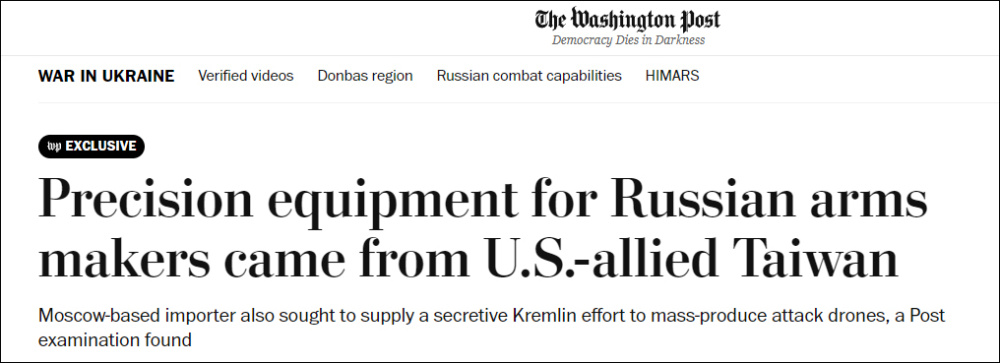 The Washington Post
Democracy Dies in Darkness
WAR IN UKRAINE Verified videos Donbas region Russian combat capabilities HIMARS
wp EXCLUSIVE
Precision equipment for Russian arms
makers came from U.S.-allied Taiwan
Moscow-based importer also sought to supply a secretive Kremlin effort to mass-produce attack drones, a Post
examination found